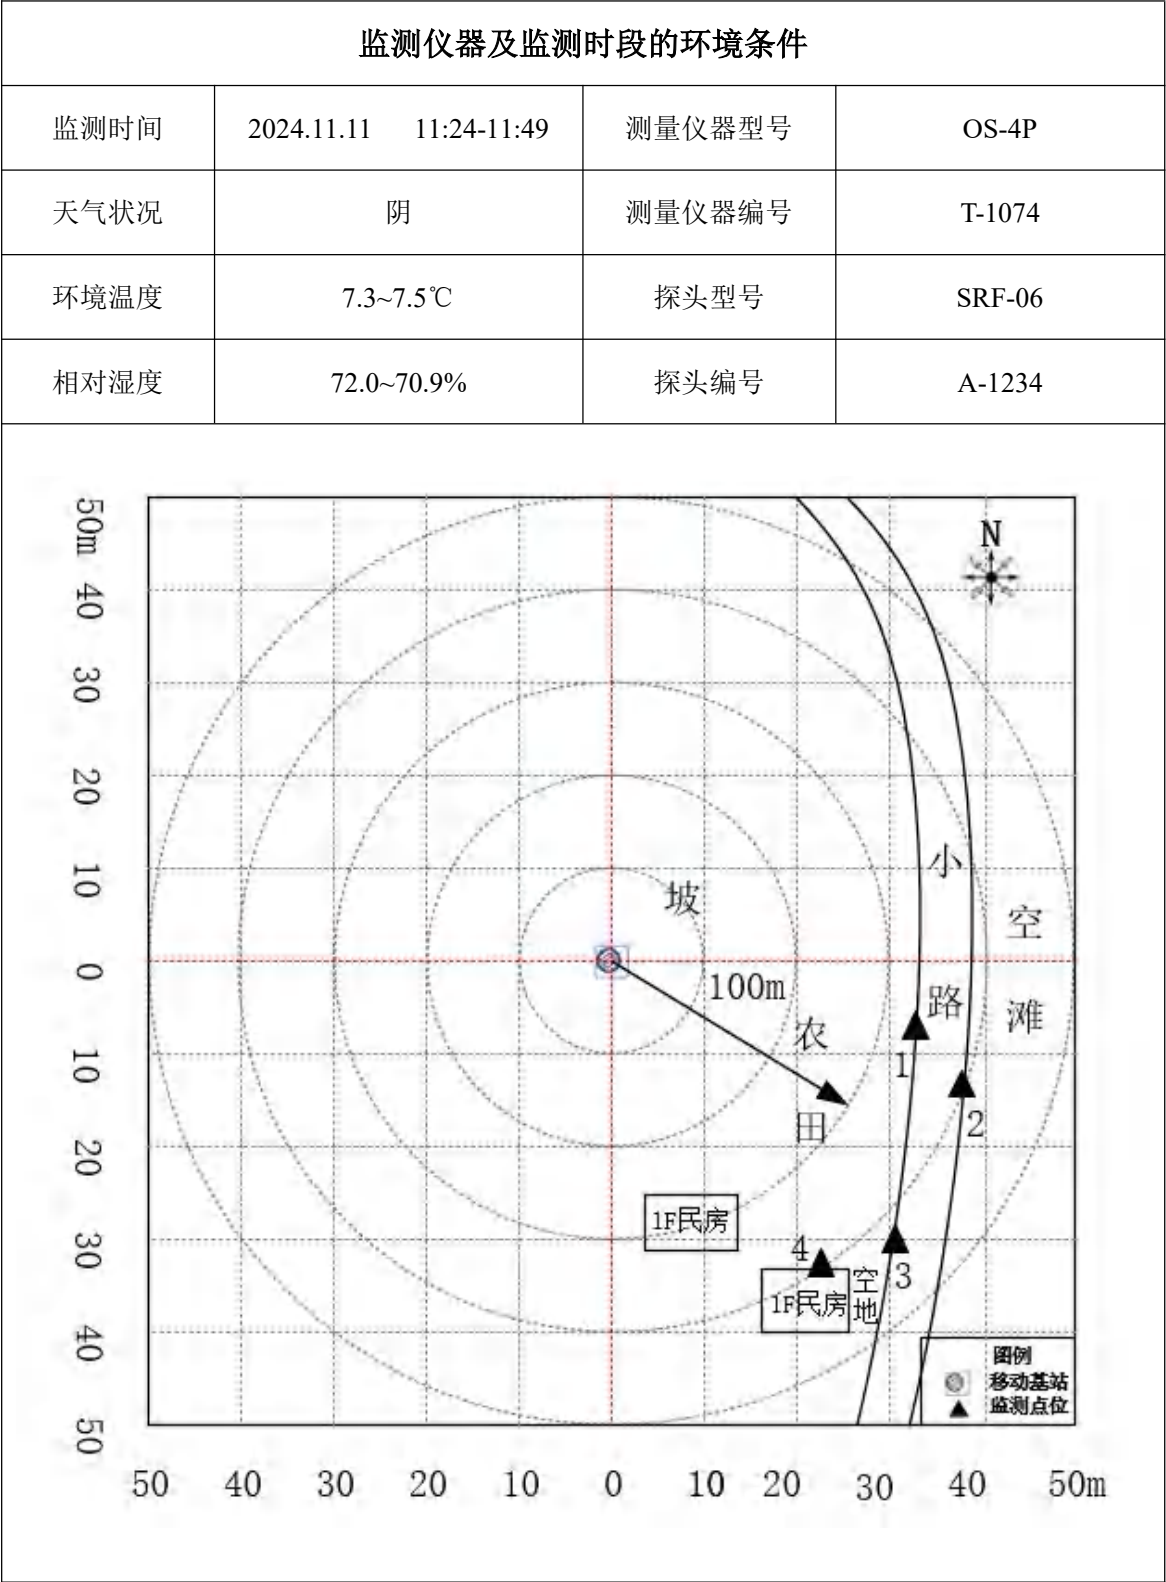 监测仪器及监测时段的环境条件
监测时间 2024.11.11 11:24-11:49 测量仪器型号 OS-4P
天气状况 阴 测量仪器编号 T-1074
环境温度 7.3~7.5℃ 探头型号 SRF-06
相对湿度 72.0~70.9% 探头编号 A-1234
50m
40
30
20
10
0
10
20
30
40
50
N
小
路
空
滩
坡
农
田
100m
1
2
1F民房
4
3
1F民房
空
地
图例
移动基站
监测点位
50 40 30 20 10 0 10 20 30 40 50m